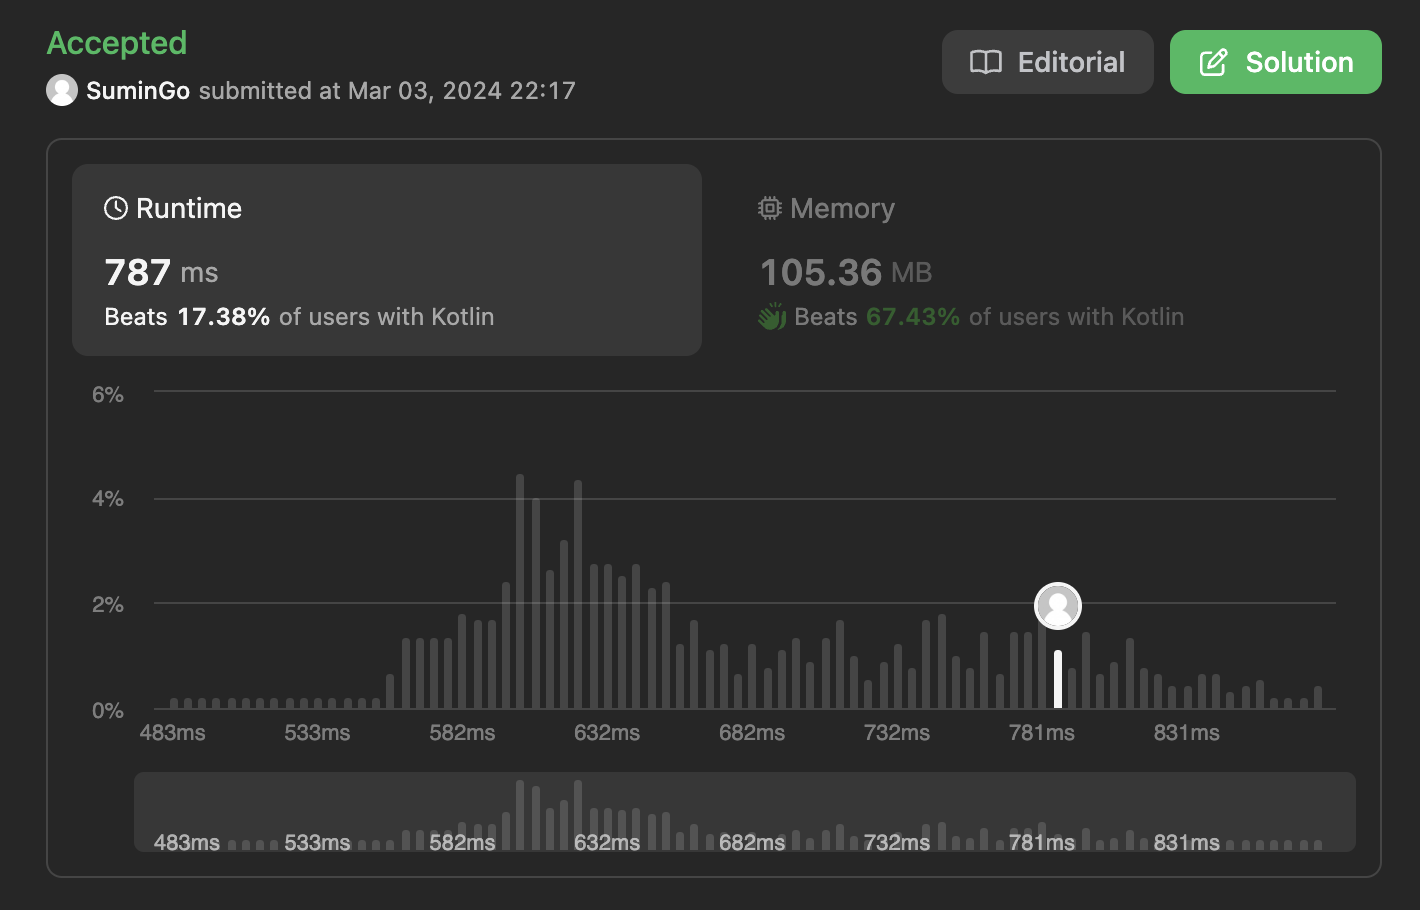 Accepted
SuminGo submitted at Mar 03, 2024 22:17
Editorial
Solution
Runtime
787 ms
Beats 17.38% of users with Kotlin
Memory
105.36 MB
Beats 67.43% of users with Kotlin
6%
4%
2%
0%
483ms 533ms 582ms 632ms 682ms 732ms 781ms 831ms
483ms 533ms 582ms 632ms 682ms 732ms 781ms 831ms